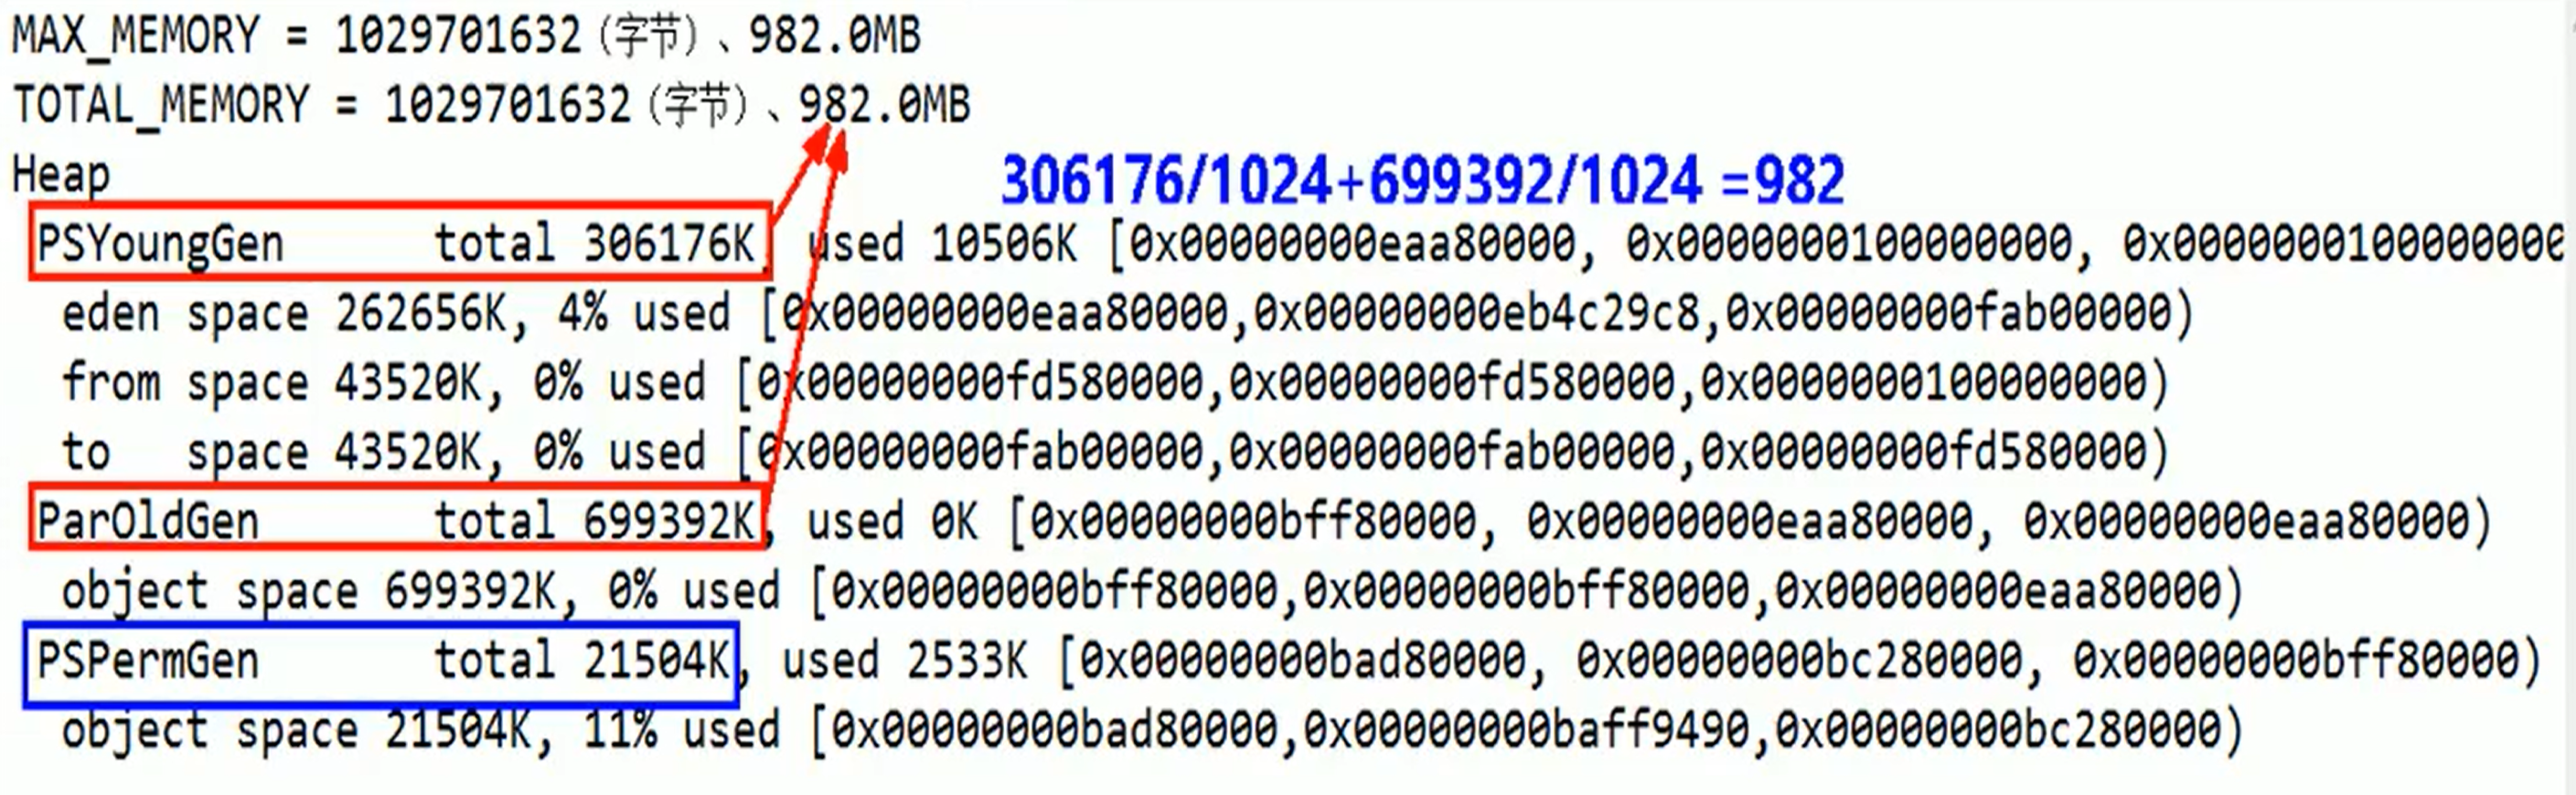 MAX_MEMORY = 1029701632（字节）、982.0MB
TOTAL_MEMORY = 1029701632（字节）、982.0MB
Heap
306176/1024+699392/1024 =982
PSYoungGen      total 306176K, used 10506K [0x00000000eaa80000, 0x0000000100000000, 0x0000000100000000
eden space 262656K, 4% used [0x00000000eaa80000,0x00000000eb4c29c8,0x00000000fab00000)
from space 43520K, 0% used [0x00000000fd580000,0x00000000fd580000,0x0000000100000000)
to   space 43520K, 0% used [0x00000000fab00000,0x00000000fab00000,0x00000000fd580000)
ParOldGen       total 699392K, used 0K [0x00000000bff80000, 0x00000000eaa80000, 0x00000000eaa80000)
object space 699392K, 0% used [0x00000000bff80000,0x00000000bff80000,0x00000000eaa80000)
PSPermGen       total 21504K, used 2533K [0x00000000bad80000, 0x00000000bc280000, 0x00000000bff80000)
object space 21504K, 11% used [0x00000000bad80000,0x00000000baff9490,0x00000000bc280000)